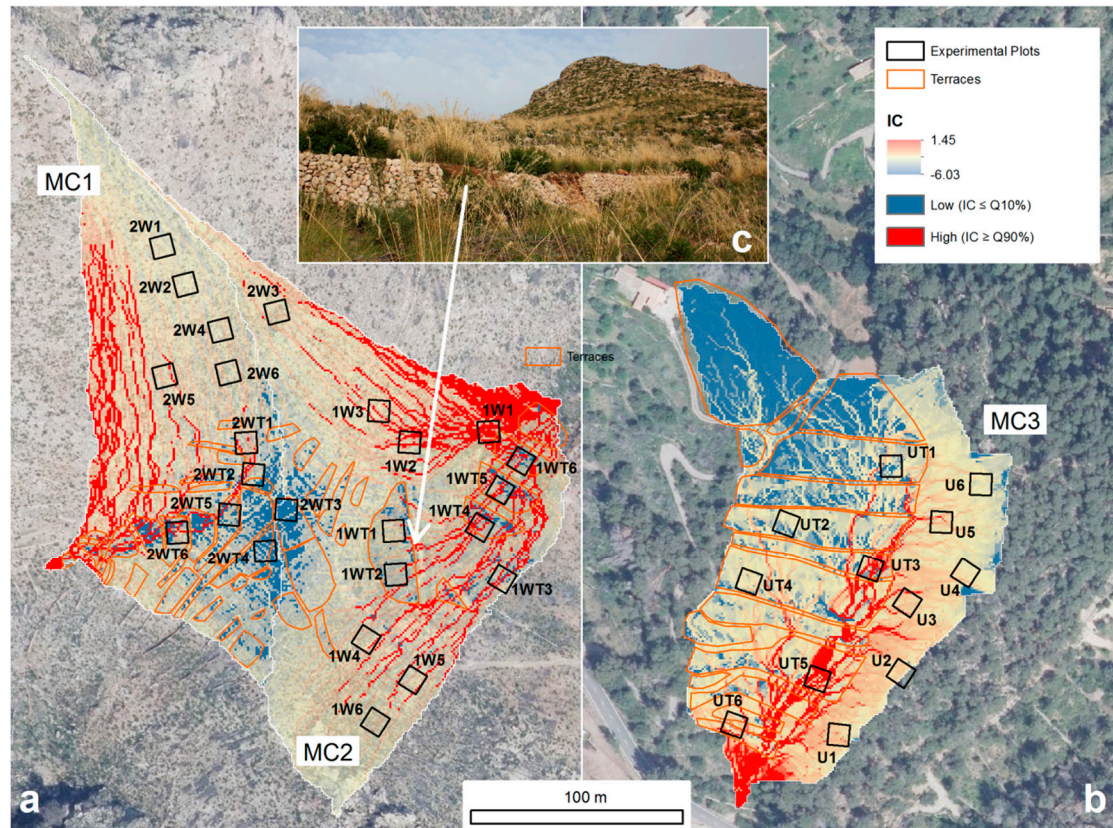 MC1
2W1
2W2
2W3
2W4
2W6
2W5
1W3
1W1
2WT1
1W2
2WT2
1WT6
1WT5
2WT5
2WT3
1WT4
1WT1
2WT6
2WT4
1WT2
1WT3
1W4
1W5
1W6
MC2
a
c
Terraces
Experimental Plots
Terraces
IC
1.45
-6.03
Low (IC ≤ Q10%)
High (IC ≥ Q90%)
MC3
UT1
U6
UT2
U5
UT3
U4
UT4
U3
UT5
U2
UT6
U1
100 m
b